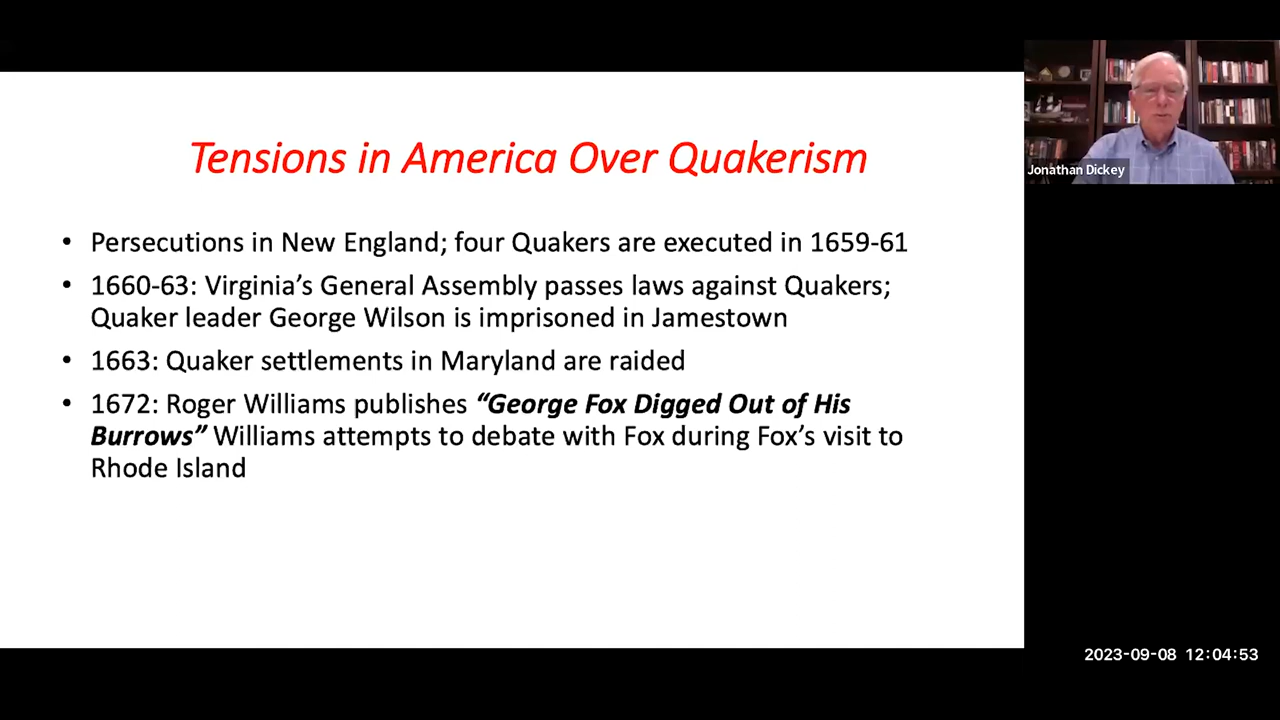 Tensions in America Over Quakerism
• Persecutions in New England; four Quakers are executed in 1659-61
• 1660-63: Virginia’s General Assembly passes laws against Quakers;
Quaker leader George Wilson is imprisoned in Jamestown
• 1663: Quaker settlements in Maryland are raided
• 1672: Roger Williams publishes “George Fox Digged Out of His
Burrows” Williams attempts to debate with Fox during Fox’s visit to
Rhode Island
Jonathan Dickey
2023-09-08 12:04:53